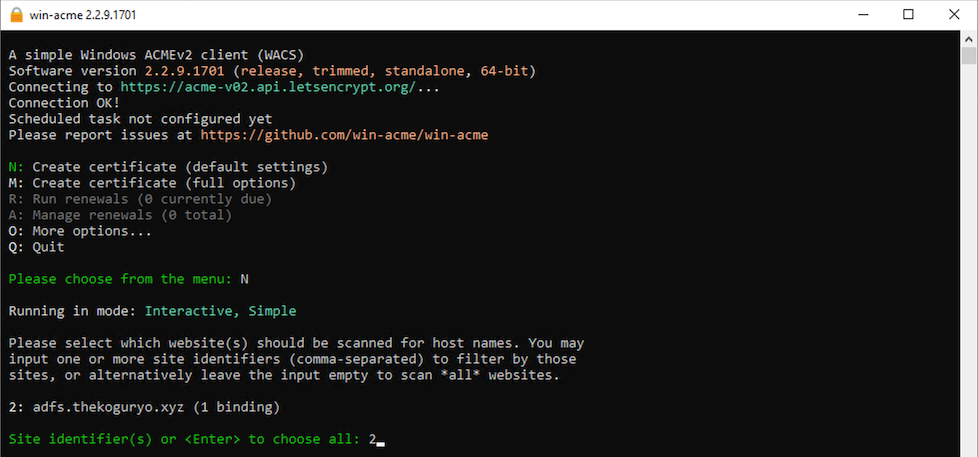 win-acme 2.2.9.1701
A simple Windows ACMEv2 client (WACS)
Software version 2.2.9.1701 (release, trimmed, standalone, 64-bit)
Connecting to https://acme-v02.api.letsencrypt.org/...
Connection OK!
Scheduled task not configured yet
Please report issues at https://github.com/win-acme/win-acme
N: Create certificate (default settings)
M: Create certificate (full options)
R: Run renewals (0 currently due)
A: Manage renewals (0 total)
O: More options...
Q: Quit
Please choose from the menu: N
Running in mode: Interactive, Simple
Please select which website(s) should be scanned for host names. You may
input one or more site identifiers (comma-separated) to filter by those
sites, or alternatively leave the input empty to scan *all* websites.
2: adfs.thekoguryo.xyz (1 binding)
Site identifier(s) or <Enter> to choose all: 2